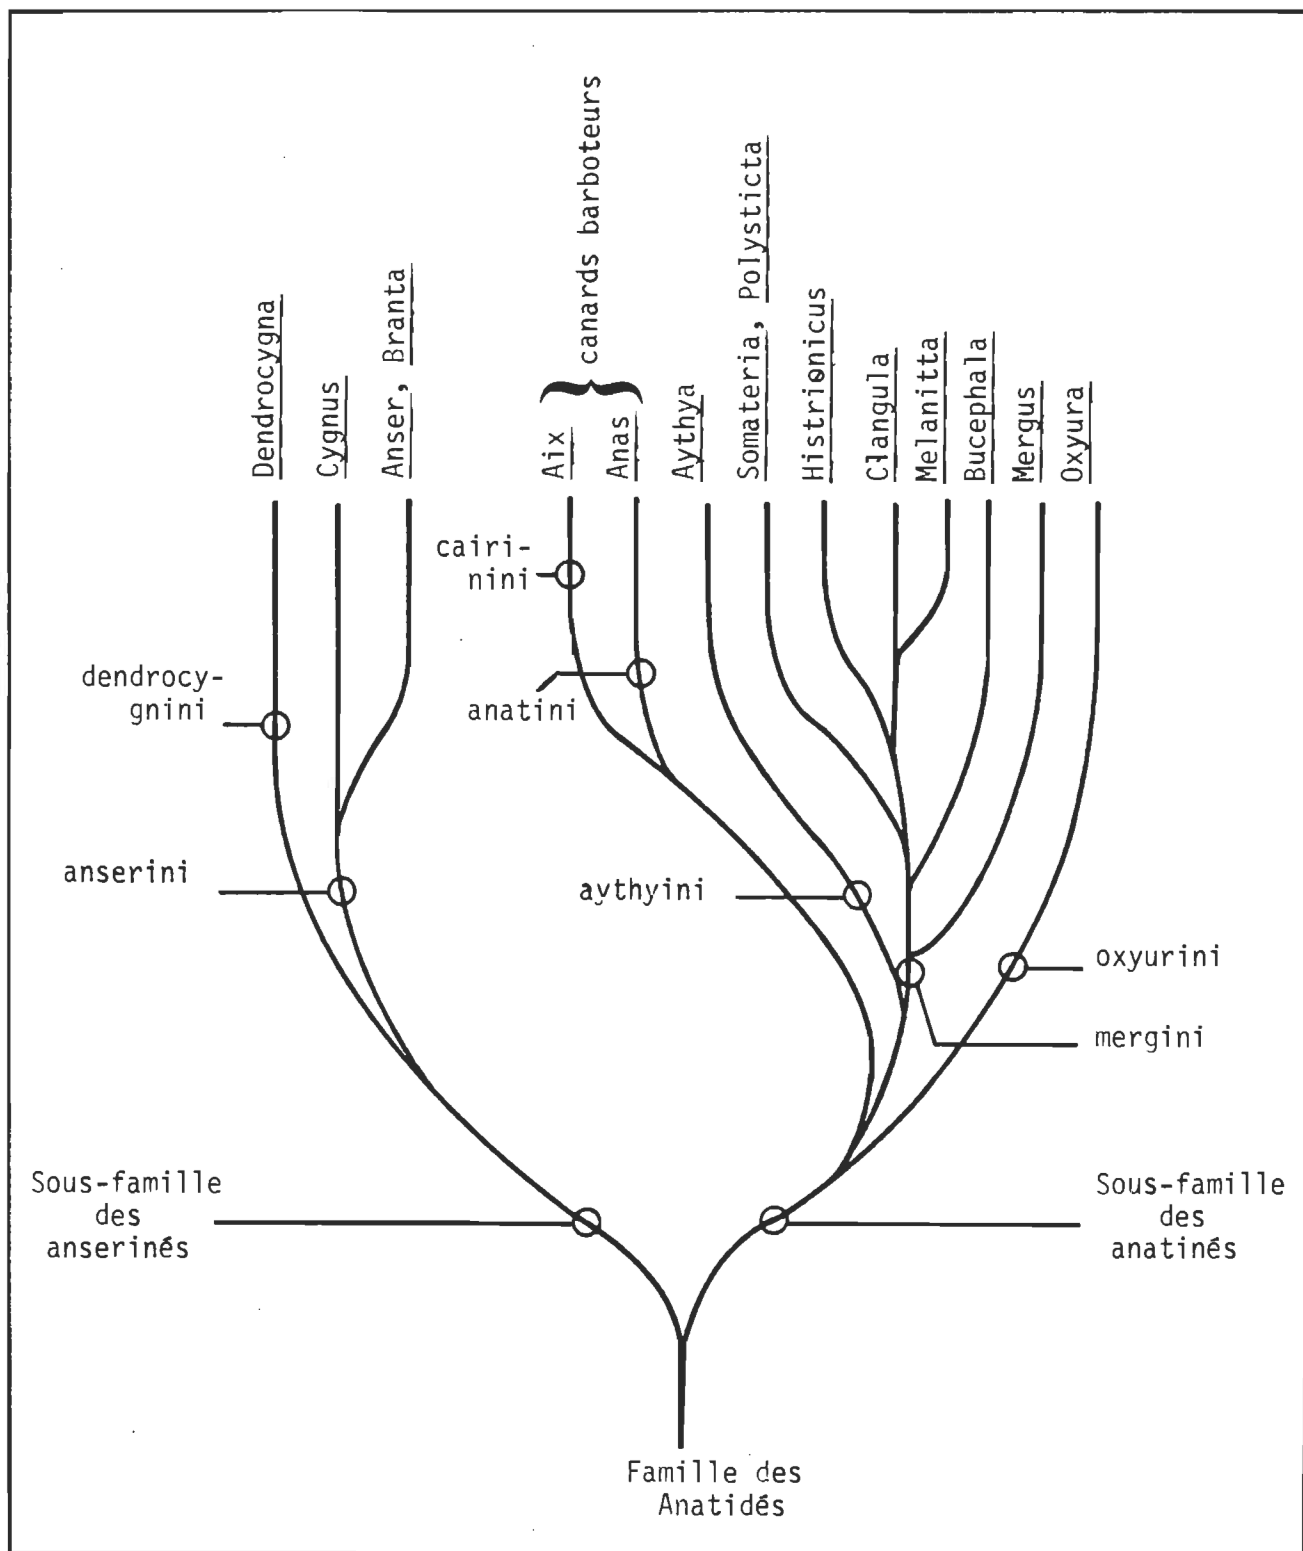 canards barboteurs
Dendrocygna
Cygnus
Anser, Branta
Aix
Anas
Aythya
Somateria, Polysticta
Histrionicus
Clangula
Melanitta
Bucephala
Mergus
Oxyura
cairi-
nini
dendrocy-
gnini
anatini
anserini
aythyini
oxyurini
mergini
Sous-famille
des
anserinés
Sous-famille
des
anatinés
Famille des
Anatidés